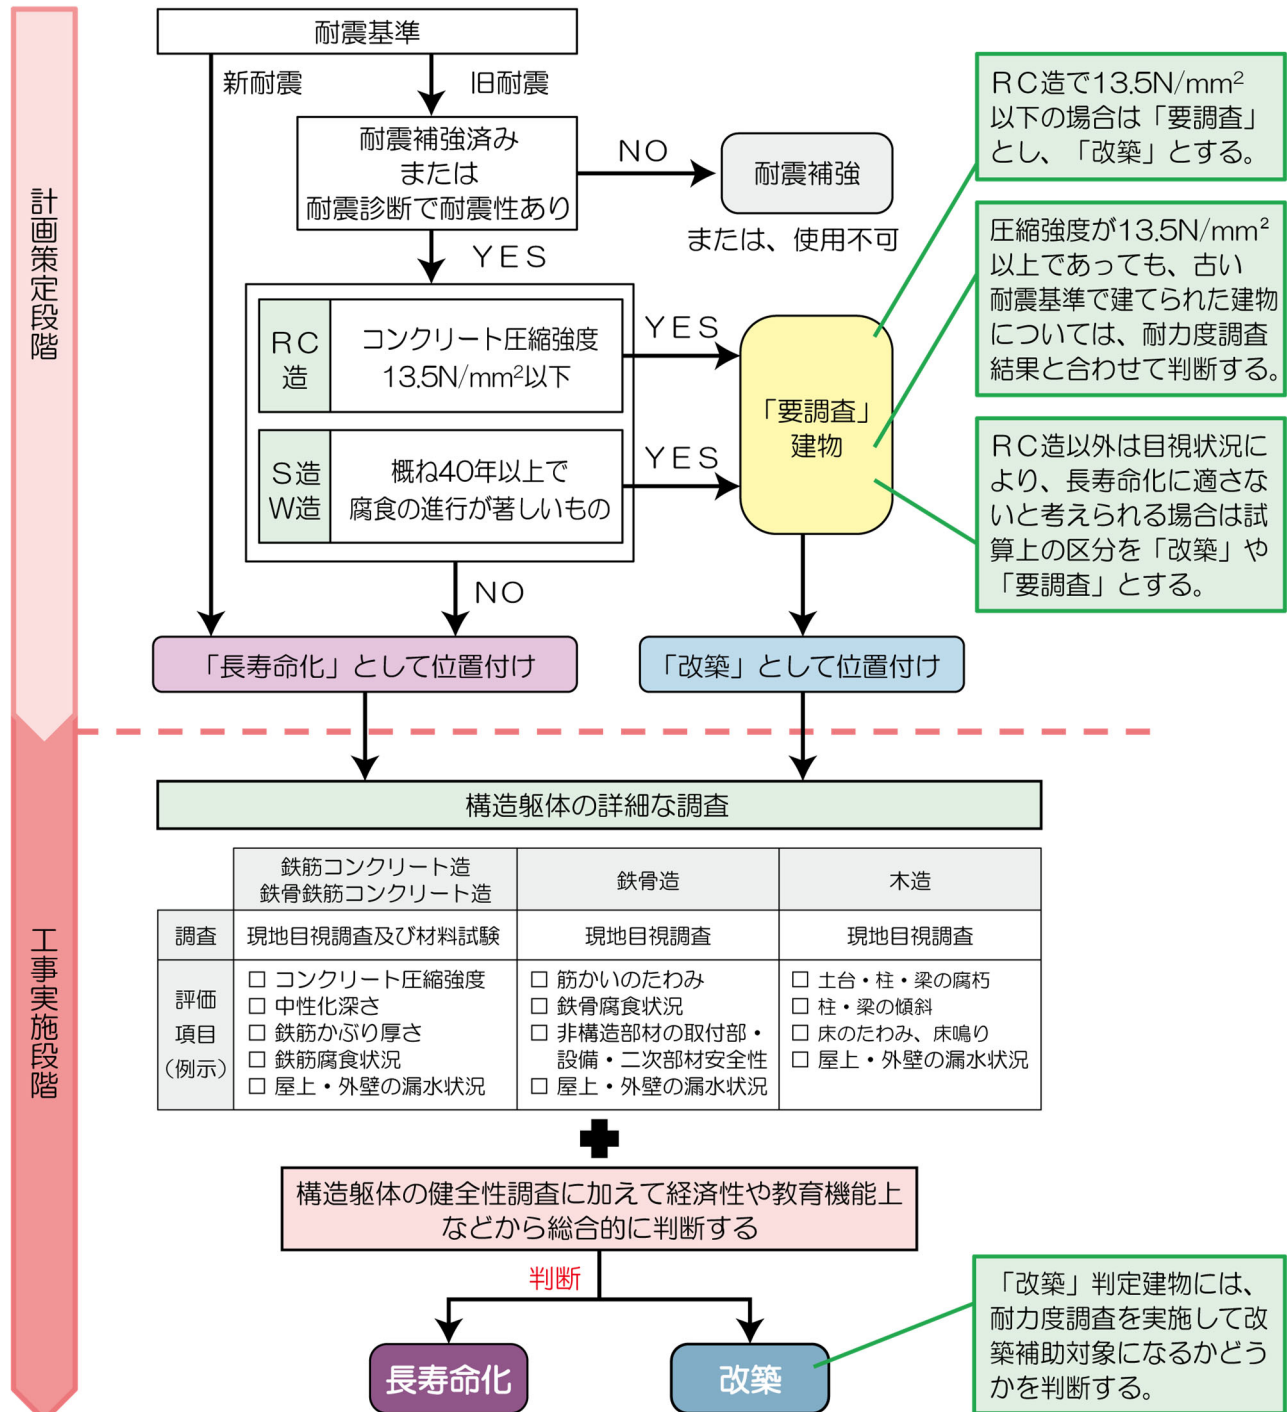 計画策定段階
耐震基準
新耐震
旧耐震
耐震補強済み
または
耐震診断で耐震性あり
NO
耐震補強
または、使用不可
YES
RC
造
コンクリート圧縮強度
13.5N/mm²以下
YES
S造
W造
概ね40年以上で
腐食の進行が著しいもの
YES
「要調査」
建物
NO
「長寿命化」として位置付け
「改築」として位置付け
RC造で13.5N/mm²
以下の場合は「要調査」
とし、「改築」とする。
圧縮強度が13.5N/mm²
以上であっても、古い
耐震基準で建てられた建物
については、耐力度調査
結果と合わせて判断する。
RC造以外は目視状況に
より、長寿命化に適さな
いと考えられる場合は試
算上の区分を「改築」や
「要調査」とする。
工事実施段階
構造躯体の詳細な調査
鉄筋コンクリート造
鉄骨鉄筋コンクリート造
鉄骨造
木造
調査
現地目視調査及び材料試験
現地目視調査
現地目視調査
評価
項目
（例示）
□ コンクリート圧縮強度
□ 中性化深さ
□ 鉄筋かぶり厚さ
□ 鉄筋腐食状況
□ 屋上・外壁の漏水状況
□ 筋かいのたわみ
□ 鉄骨腐食状況
□ 非構造部材の取付部・
設備・二次部材安全性
□ 屋上・外壁の漏水状況
□ 土台・柱・梁の腐朽
□ 柱・梁の傾斜
□ 床のたわみ、床鳴り
□ 屋上・外壁の漏水状況
構造躯体の健全性調査に加えて経済性や教育機能上
などから総合的に判断する
判断
長寿命化
改築
「改築」判定建物には、
耐力度調査を実施して改
築補助対象になるかどう
かを判断する。